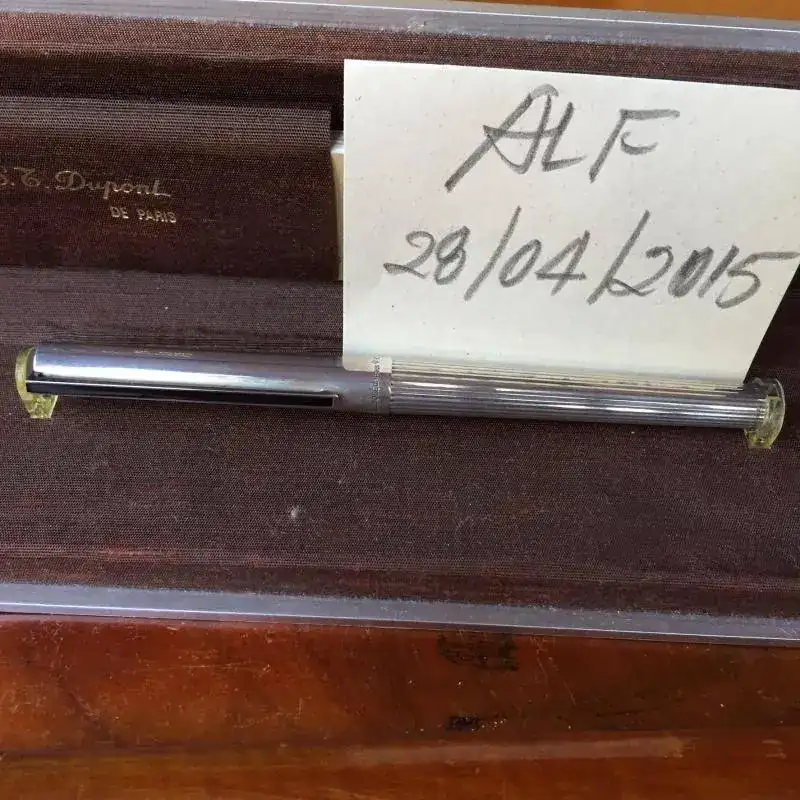 S.T. Dupont
DE PARIS
ALF
28/04/2015